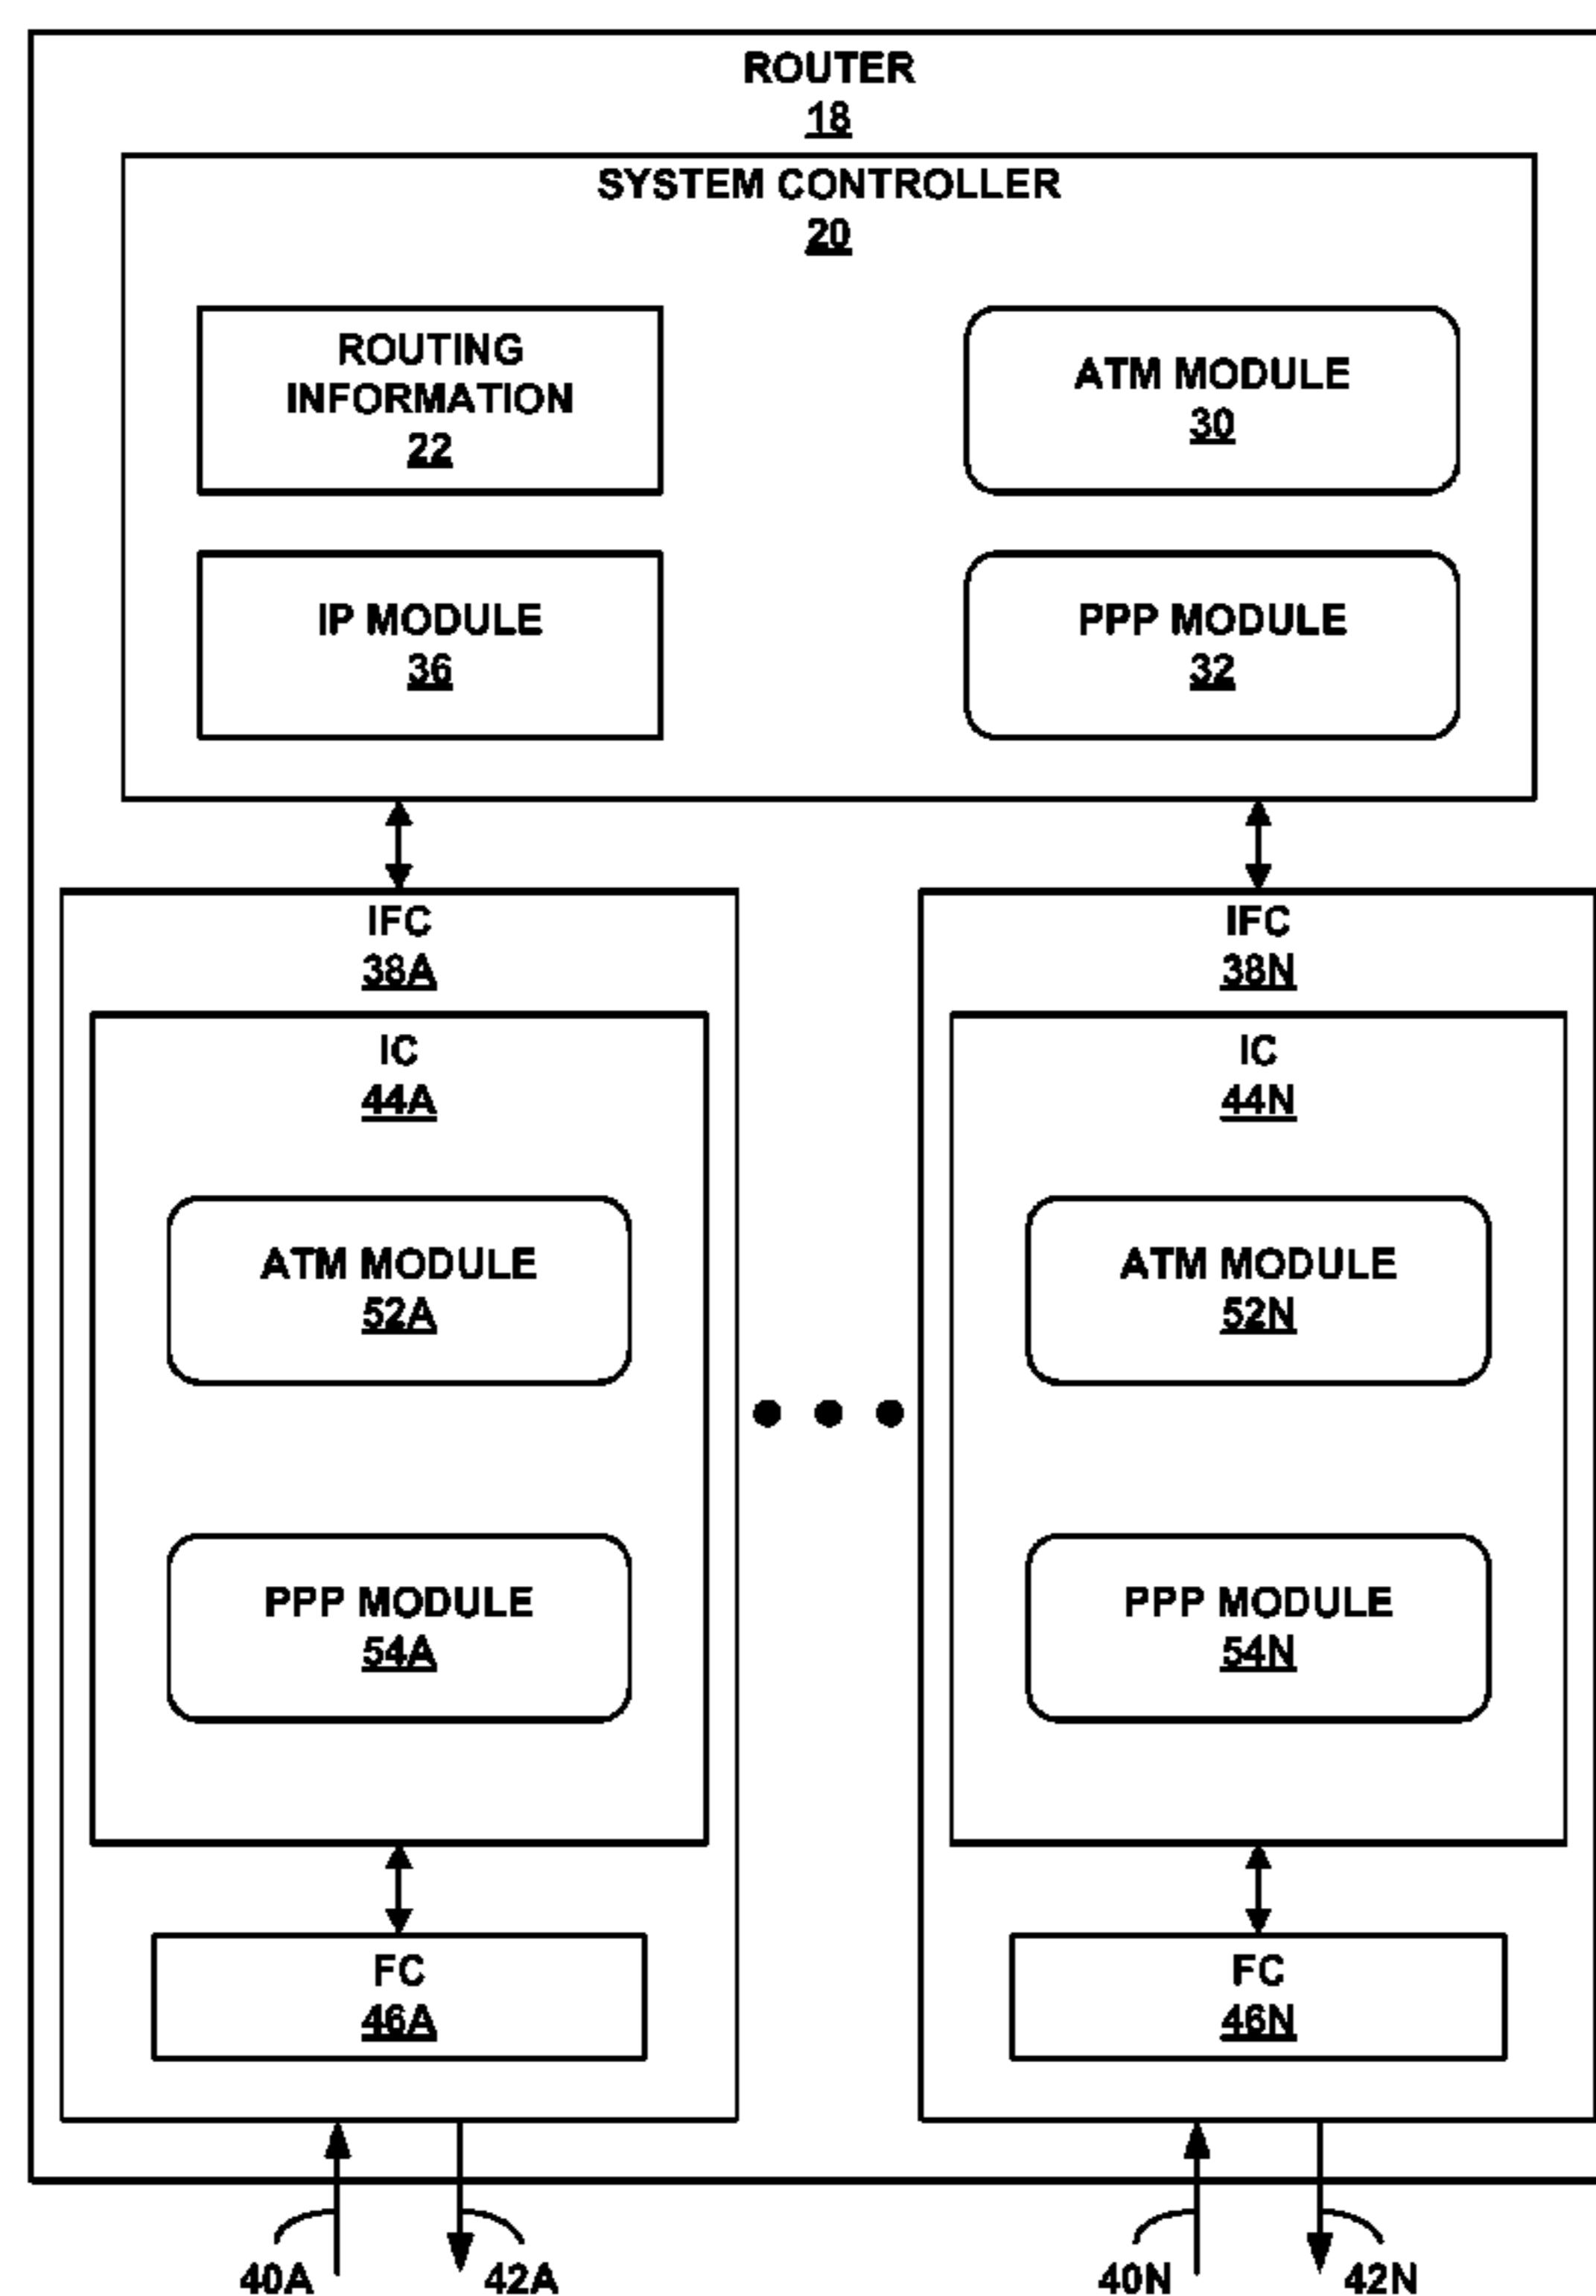 ROUTER
18
SYSTEM CONTROLLER
20
ROUTING
INFORMATION
22
ATM MODULE
30
IP MODULE
36
PPP MODULE
32
IFC
38A
IC
44A
ATM MODULE
52A
PPP MODULE
54A
FC
46A
IFC
38N
IC
44N
ATM MODULE
52N
PPP MODULE
54N
FC
46N
40A
42A
40N
42N